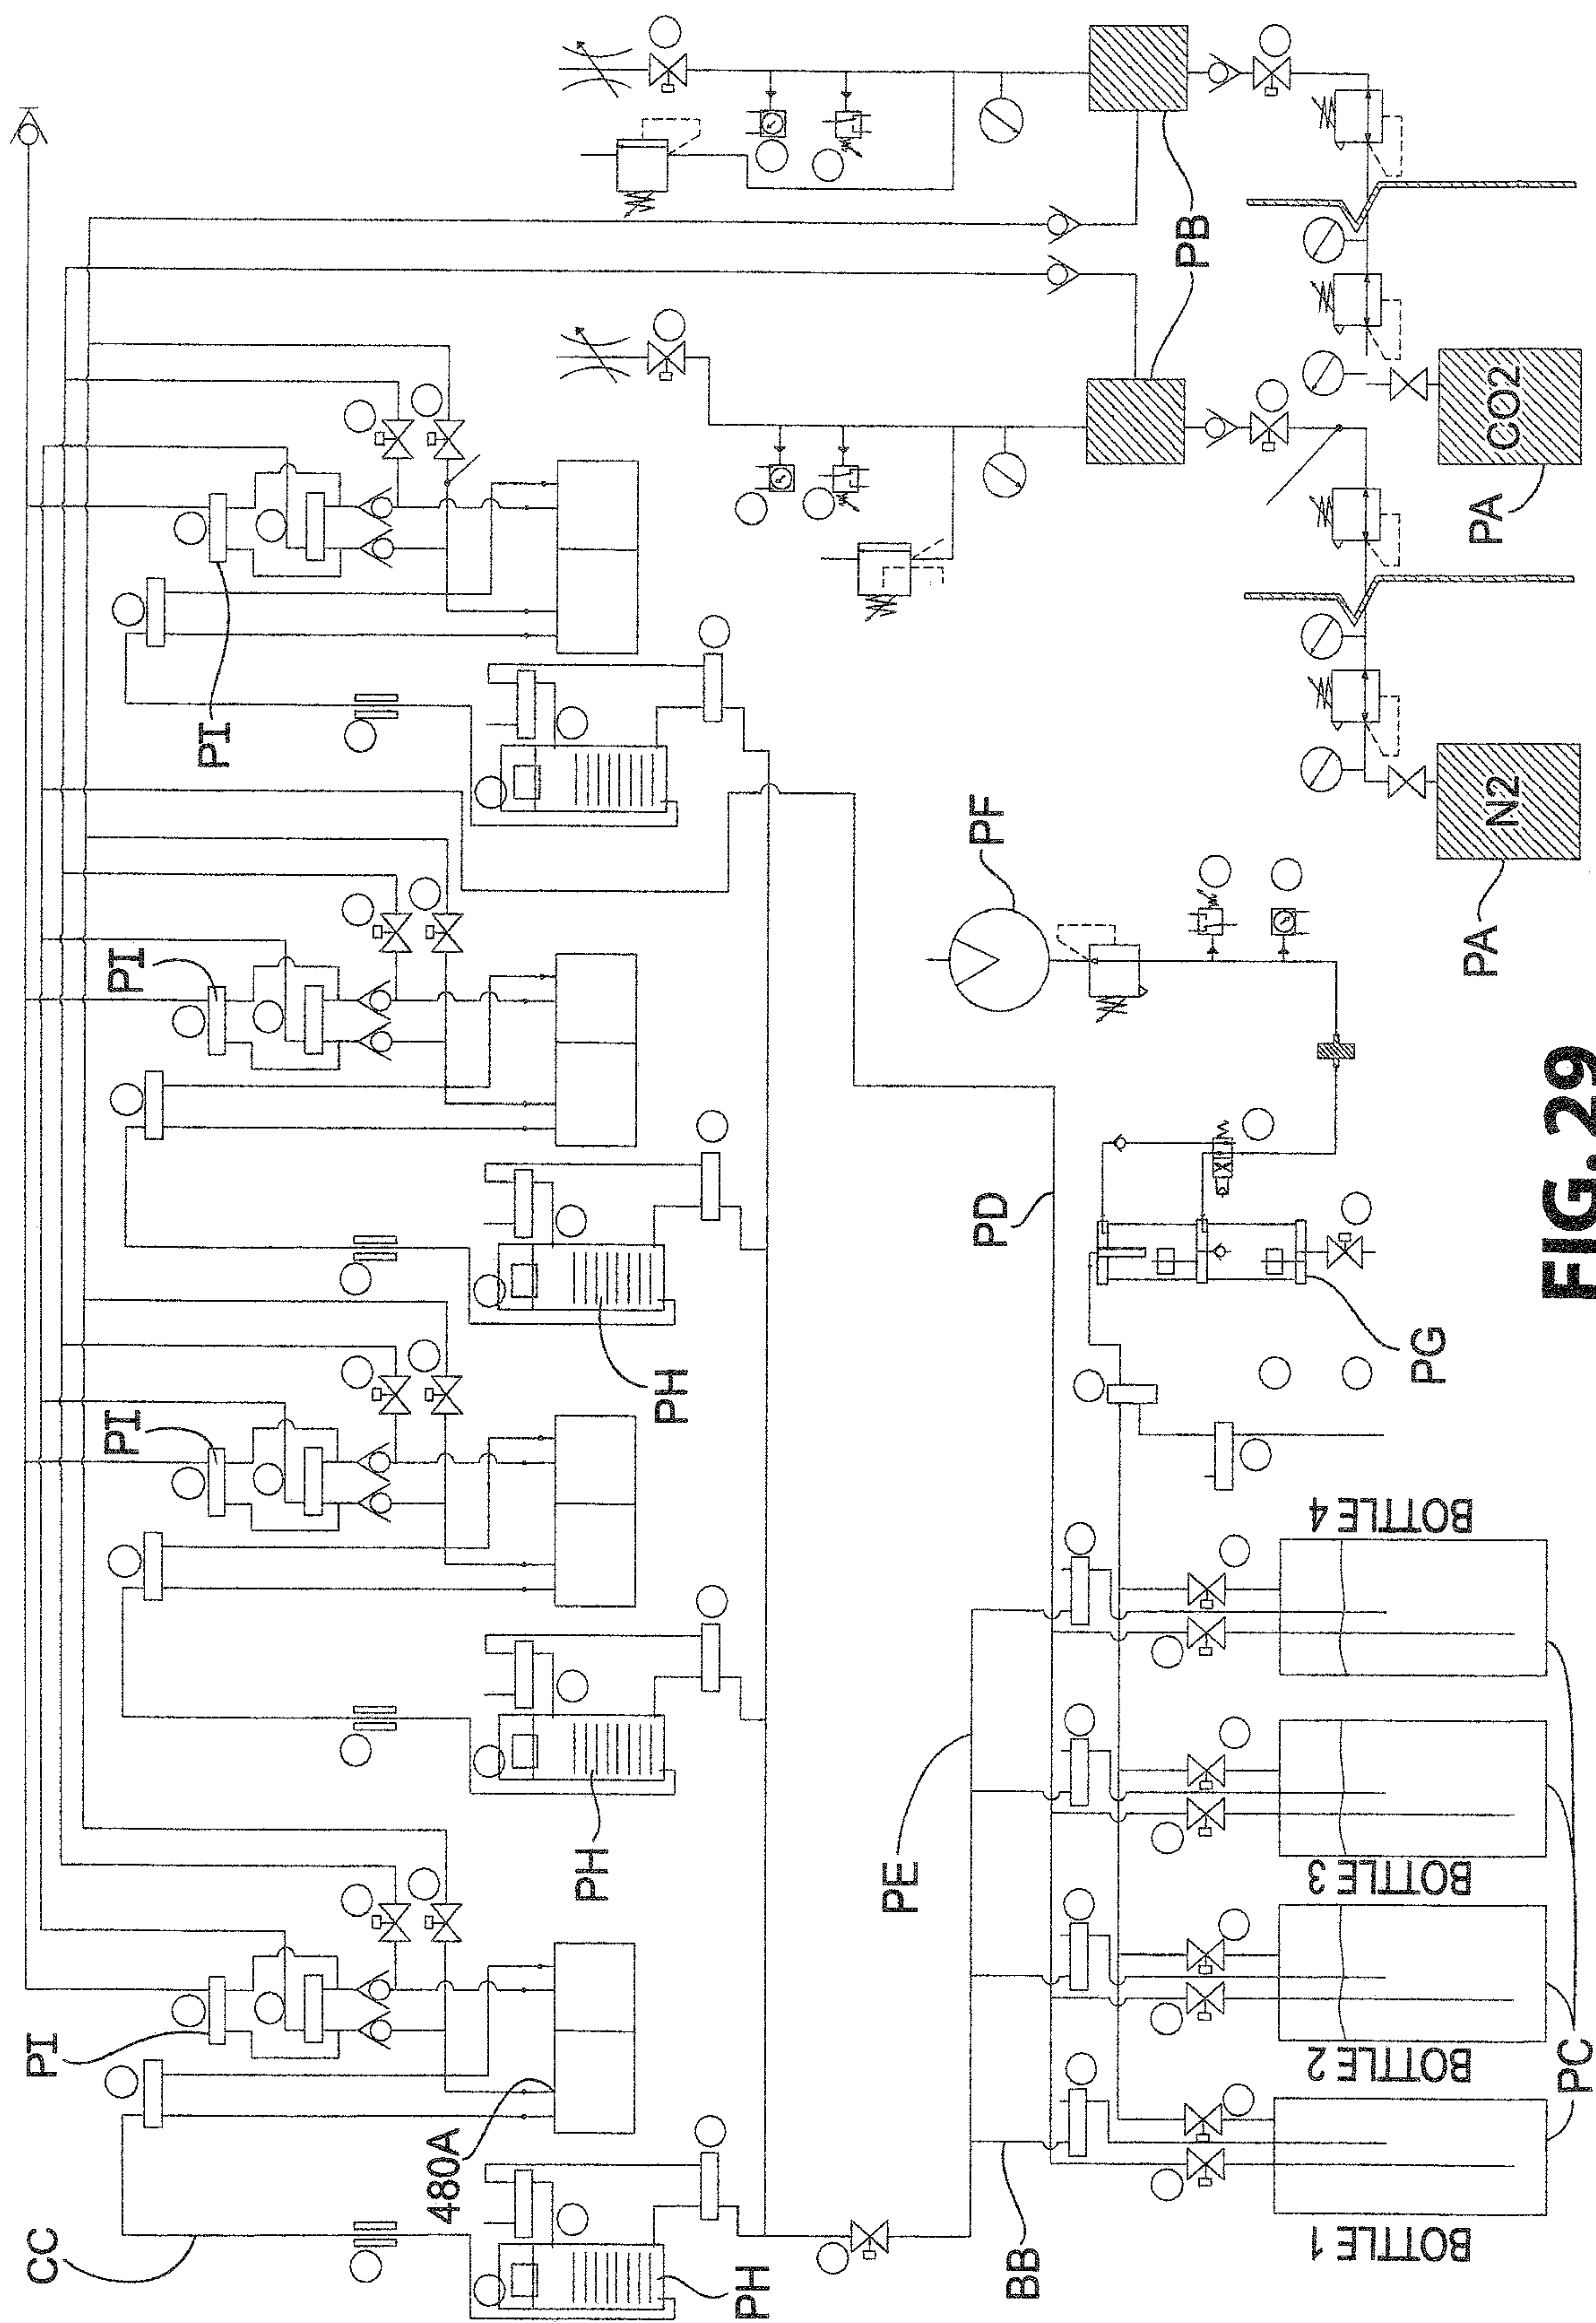 CC
PI
PI
PI
PI
480A
PH
PH
PH
BB
PE
PD
PF
PB
BOTTLE 1
BOTTLE 2
BOTTLE 3
BOTTLE 4
PC
PG
PA
N2
PA
CO2
FIG. 29